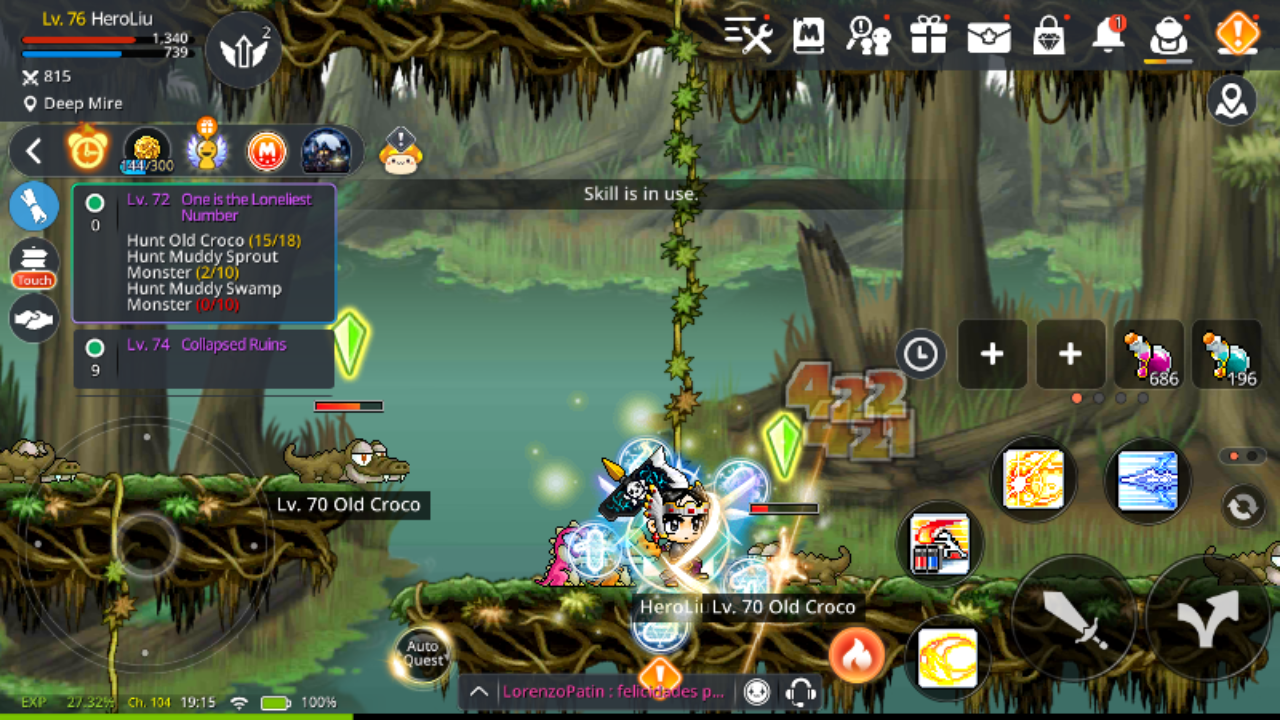 Lv. 76 HeroLiu
2
1,340
739
815
Deep Mire
144/300
Skill is in use.
Lv. 72 One is the Loneliest
Number
0
Hunt Old Croco (15/18)
Hunt Muddy Sprout
Monster (2/10)
Hunt Muddy Swamp
Monster (0/10)
Touch
Lv. 74 Collapsed Ruins
9
1
686
196
Lv. 70 Old Croco
HeroLi
Lv. 70 Old Croco
Auto
Quest
LorenzoPatin : felicidades p...
EXP 27.32% Ch. 104 19:15 100%